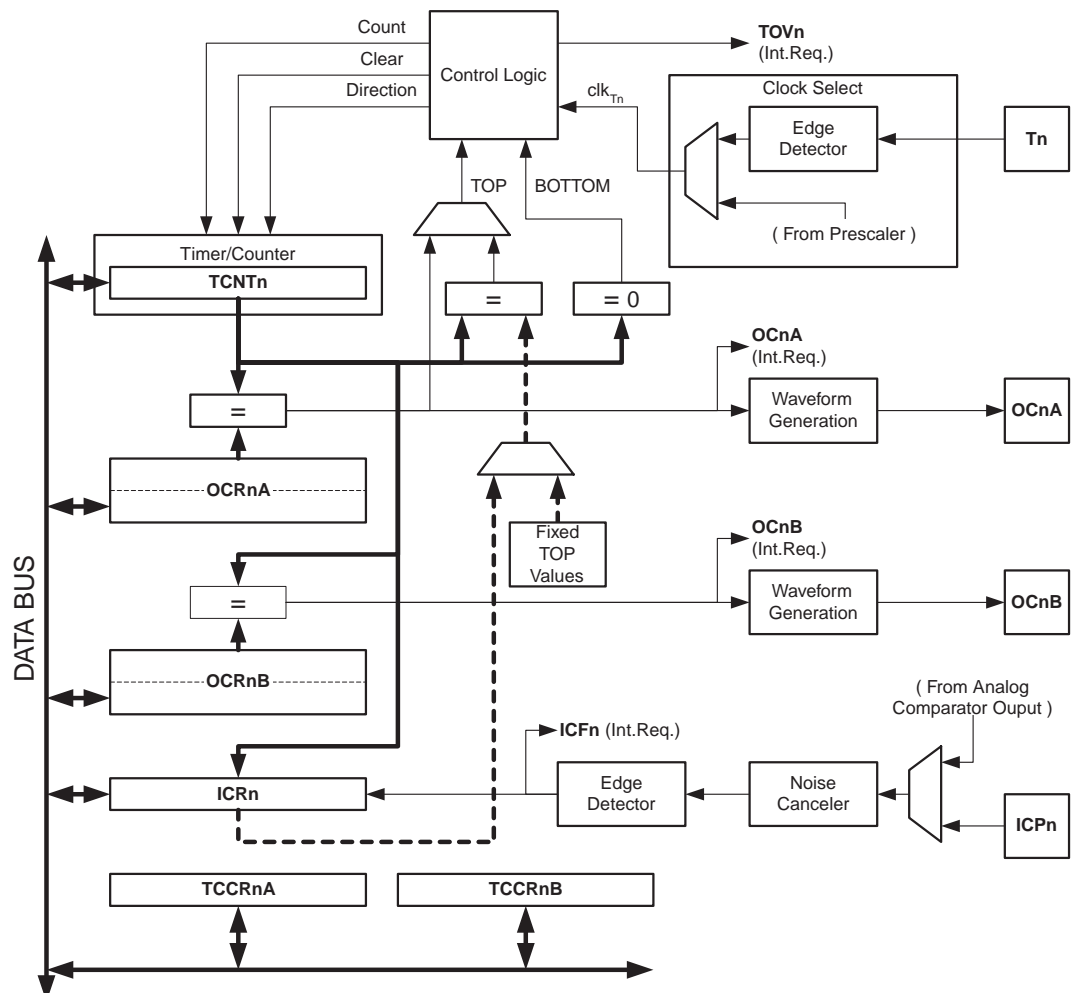 Count
Clear
Direction
Control Logic
TOVn
(Int.Req.)
clkTn
Clock Select
Edge
Detector
Tn
( From Prescaler )
TOP
BOTTOM
Timer/Counter
TCNTn
=
= 0
OCnA
(Int.Req.)
=
Waveform
Generation
OCnA
OCRnA
Fixed
TOP
Values
OCnB
(Int.Req.)
=
Waveform
Generation
OCnB
DATA BUS
OCRnB
( From Analog
Comparator Ouput )
ICFn (Int.Req.)
ICRn
Edge
Detector
Noise
Canceler
ICPn
TCCRnA
TCCRnB